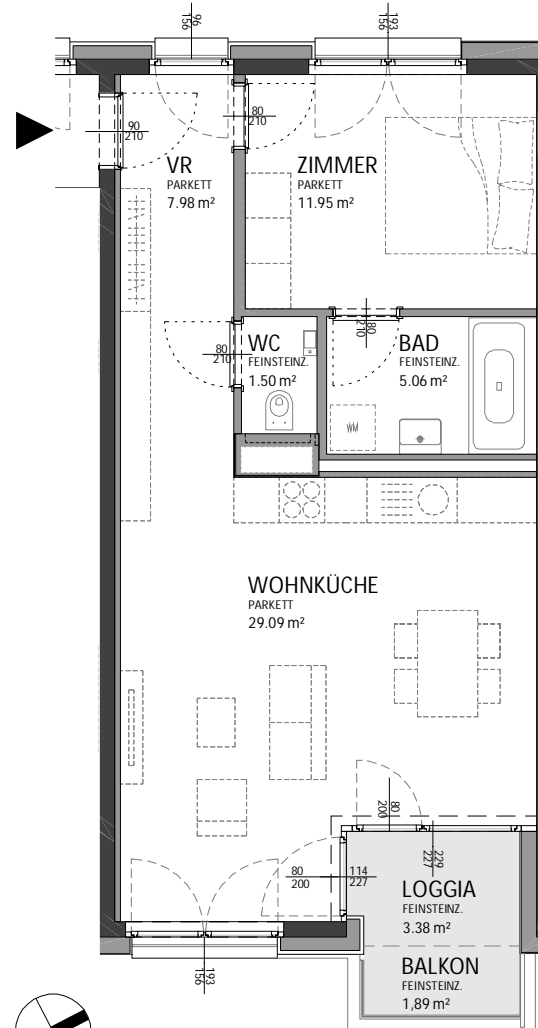 96
156
193
156
90
210
80
210
VR
PARKETT
7.98 m²
ZIMMER
PARKETT
11.95 m²
80
210
80
210
WC
FEINSTEINZ.
1.50 m²
BAD
FEINSTEINZ.
5.06 m²
WM
WOHNKÜCHE
PARKETT
29.09 m²
80
200
229
227
80
200
114
227
LOGGIA
FEINSTEINZ.
3.38 m²
BALKON
FEINSTEINZ.
1,89 m²
193
156